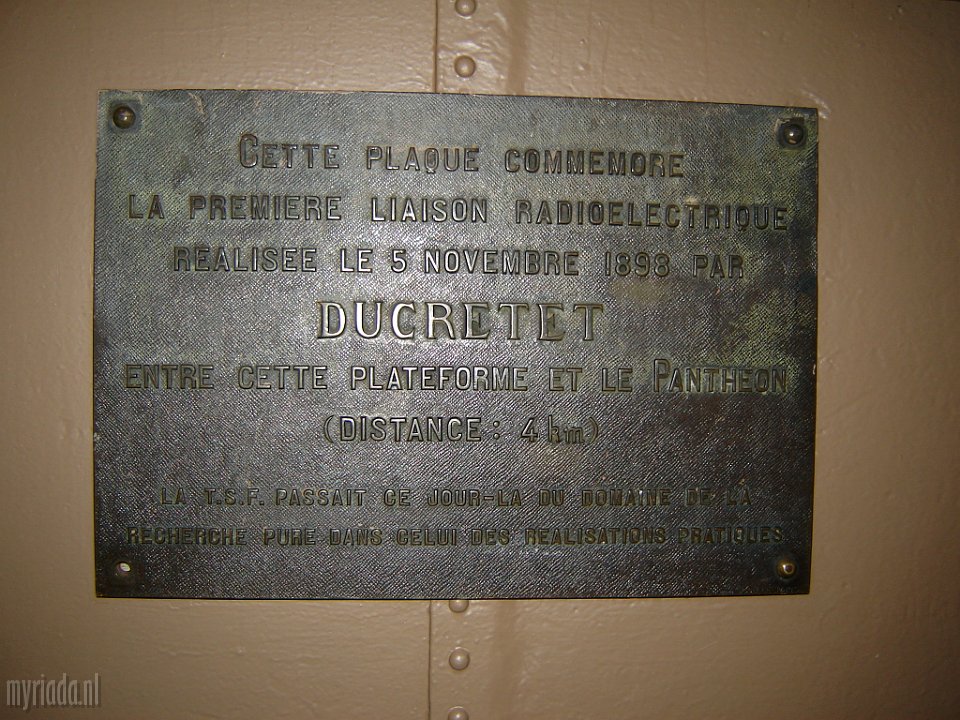 CETTE PLAQUE COMMEMORE
LA PREMIERE LIAISON RADIOELECTRIQUE
REALISEE LE 5 NOVEMBRE 1898 PAR
DUCRETET
ENTRE CETTE PLATEFORME ET LE PANTHEON
(DISTANCE: 4 km)
LA T.S.F. PASSAIT CE JOUR-LA DU DOMAINE DE LA
RECHERCHE PURE DANS CELUI DES REALISATIONS PRATIQUES
myriada.nl